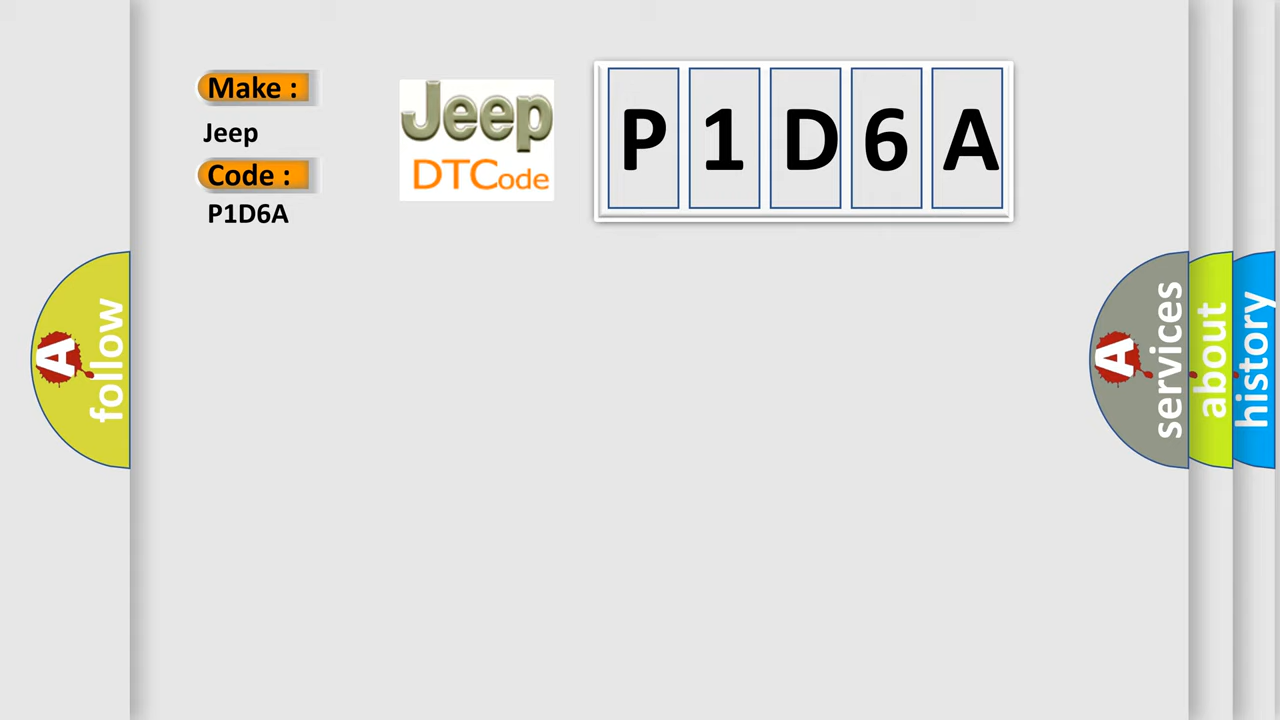 Make :
Jeep
Code :
P1D6A
Jeep
DTCode
P 1 D 6 A
A follow
A services
about
history